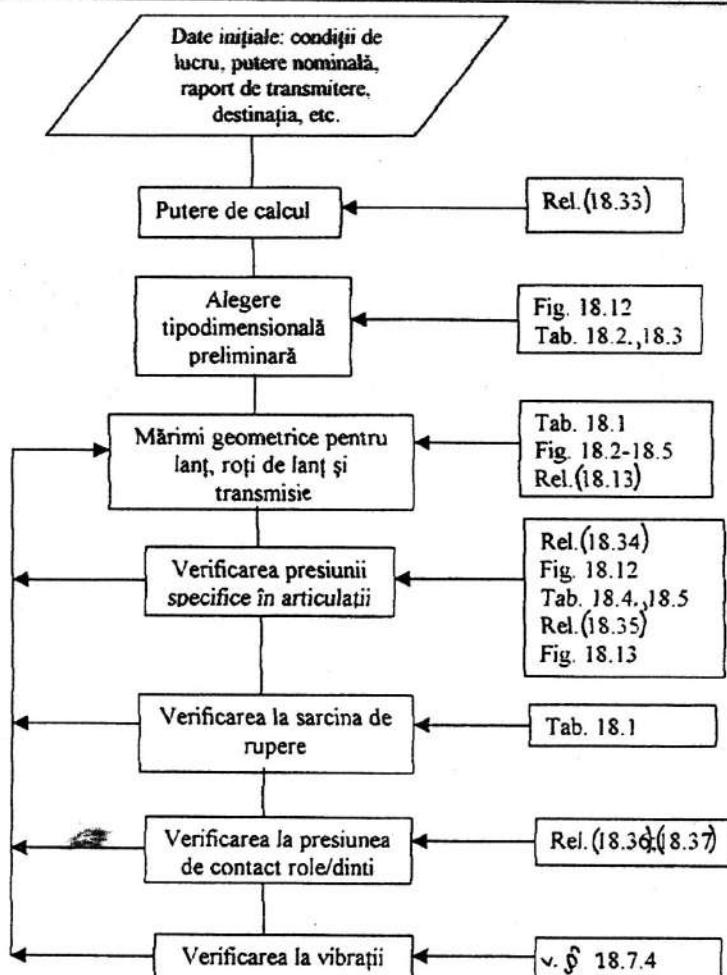 Date inițiale: condiții de
lucru, putere nominală,
raport de transmitere,
destinația, etc.
Putere de calcul
Rel.(18.33)
Alegere
tipodimensională
preliminară
Fig. 18.12
Tab. 18.2.,18.3
Mărimi geometrice pentru
lanț, roți de lanț și
transmisie
Tab. 18.1
Fig. 18.2-18.5
Rel.(18.13)
Verificarea presiunii
specifice în articulații
Rel.(18.34)
Fig. 18.12
Tab. 18.4.,18.5
Rel.(18.35)
Fig. 18.13
Verificarea la sarcina de
rupere
Tab. 18.1
Verificarea la presiunea
de contact role/dinti
Rel.(18.36)(18.37)
Verificarea la vibrații
v. § 18.7.4